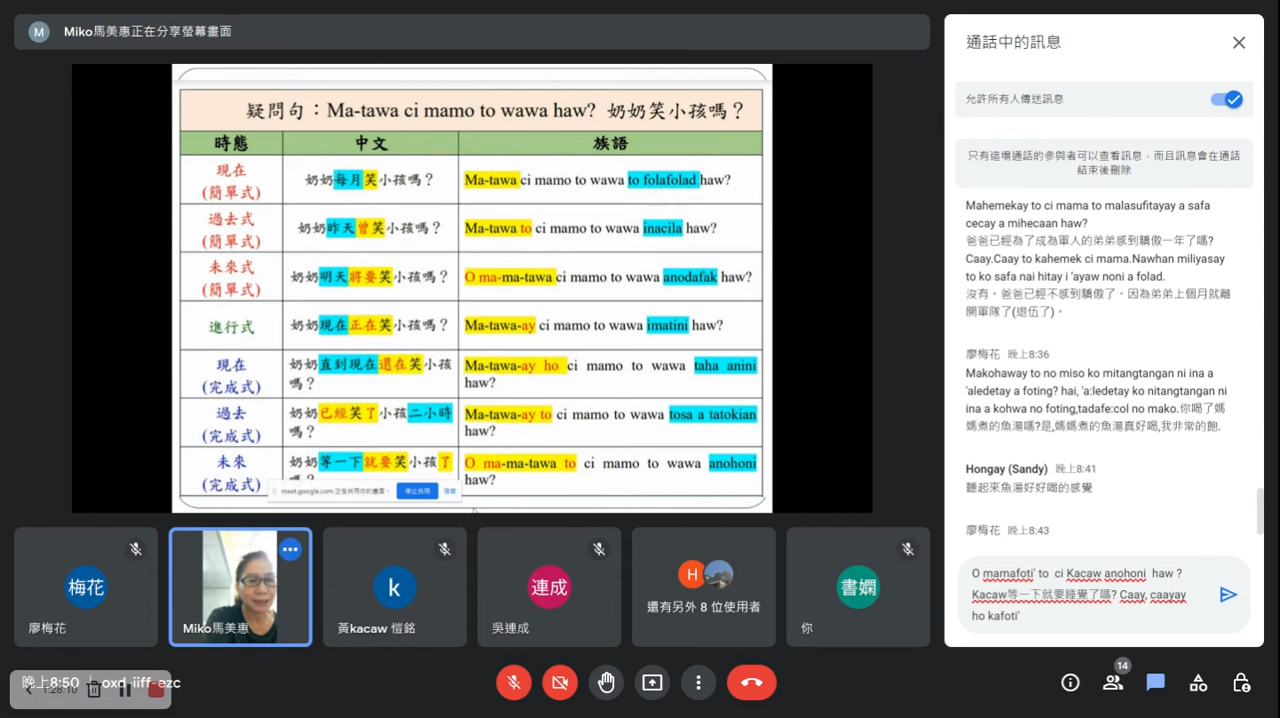 M Miko馬美惠正在分享螢幕畫面
疑問句：Ma-tawa ci mamo to wawa haw? 奶奶笑小孩嗎？
時態 中文 族語
現在
(簡單式)
奶奶每月笑小孩嗎？
Ma-tawa ci mamo to wawa to folafolad haw?
過去式
(簡單式)
奶奶昨天曾笑小孩嗎？
Ma-tawa to ci mamo to wawa inacila haw?
未來式
(簡單式)
奶奶明天將要笑小孩嗎？
O ma-ma-tawa ci mamo to wawa anodafak haw?
進行式
奶奶現在正在笑小孩嗎？
Ma-tawa-ay ci mamo to wawa imatini haw?
現在
(完成式)
奶奶直到現在還在笑小孩
嗎？
Ma-tawa-ay ho ci mamo to wawa taha anini
haw?
過去
(完成式)
奶奶已經笑了小孩二小時
嗎？
Ma-tawa-ay to ci mamo to wawa tosa a tatokian
haw?
未來
(完成式)
奶奶等一下就要笑小孩了
O ma-ma-tawa to ci mamo to wawa anohoni
haw?
meet.google.com 正在共用你的畫面。 停止共用 隱藏
梅花
廖梅花
Miko馬美惠
k
黃kacaw 愷銘
連成
吳連成
H
還有另外 8 位使用者
書嫻
你
晚上8:50 | oxd-iiff-ezc
1:28:10
14
通話中的訊息
允許所有人傳送訊息
只有這場通話的參與者可以查看訊息，而且訊息會在通話
結束後刪除
Mahemekay to ci mama to malasufitayay a safa
cecay a mihecaan haw?
爸爸已經為了成為軍人的弟弟感到驕傲一年了嗎?
Caay.Caay to kahemek ci mama.Nawhan miliyasay
to ko safa nai hitay i 'ayaw noni a folad.
沒有。爸爸已經不感到驕傲了。因為弟弟上個月就離
開軍隊了(退伍了)。
廖梅花 晚上8:36
Makohaway to no miso ko mitangtangan ni ina a
'aledetay a foting? hai, 'a:ledetay ko nitangtangan ni
ina a kohwa no foting,tadafe:col no mako.你喝了媽
媽煮的魚湯嗎?是,媽媽煮的魚湯真好喝,我非常的飽.
Hongay (Sandy) 晚上8:41
聽起來魚湯好好喝的感覺
廖梅花 晚上8:43
O mamafoti' to ci Kacaw anohoni haw ?
Kacaw等一下就要睡覺了嗎? Caay, caayay
ho kafoti'